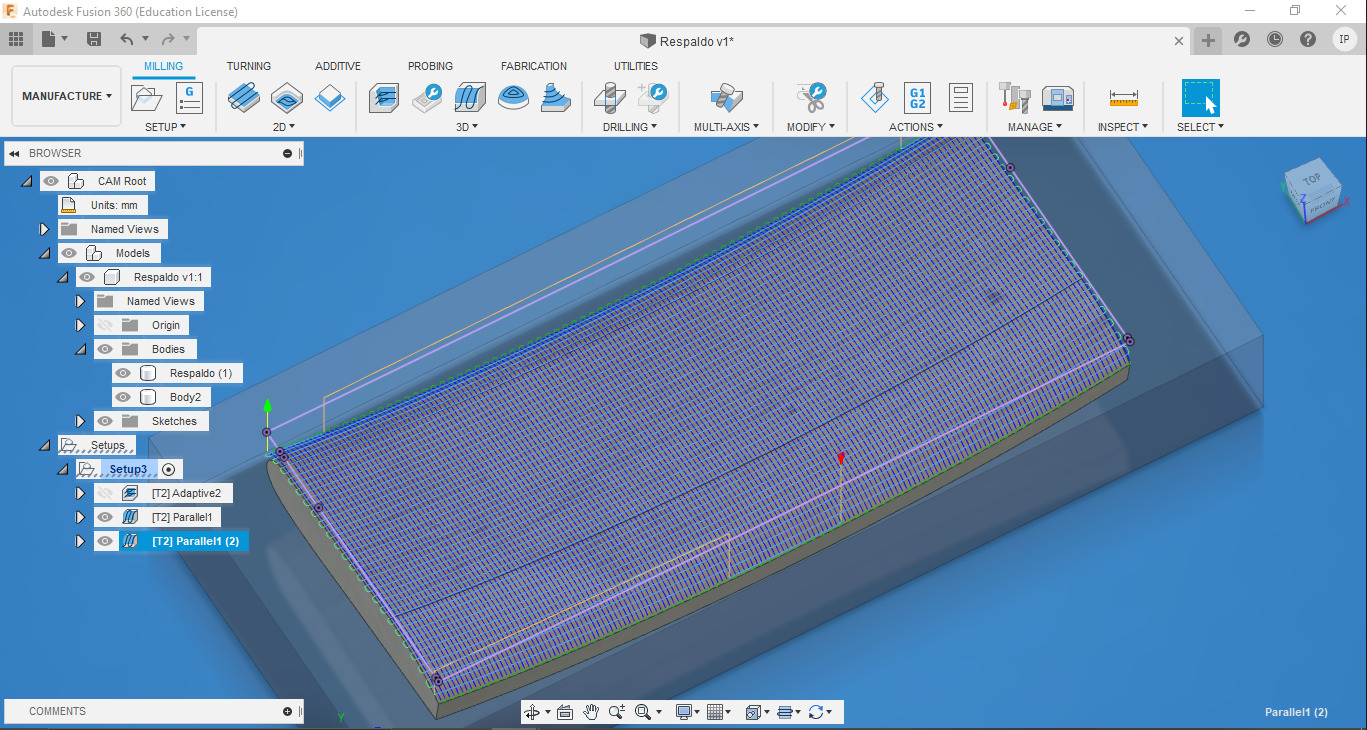 Autodesk Fusion 360 (Education License)
Respaldo v1*
IP
MILLING TURNING ADDITIVE PROBING FABRICATION UTILITIES
MANUFACTURE
G
G1
G2
SETUP 2D 3D DRILLING MULTI-AXIS MODIFY ACTIONS MANAGE INSPECT SELECT
BROWSER
CAM Root
Units: mm
Named Views
Models
Respaldo v1:1
Named Views
Origin
Bodies
Respaldo (1)
Body2
Sketches
Setups
Setup3
[T2] Adaptive2
[T2] Parallel1
[T2] Parallel1 (2)
TOP
FRONT
Z
X
Y
COMMENTS
Y
Parallel1 (2)